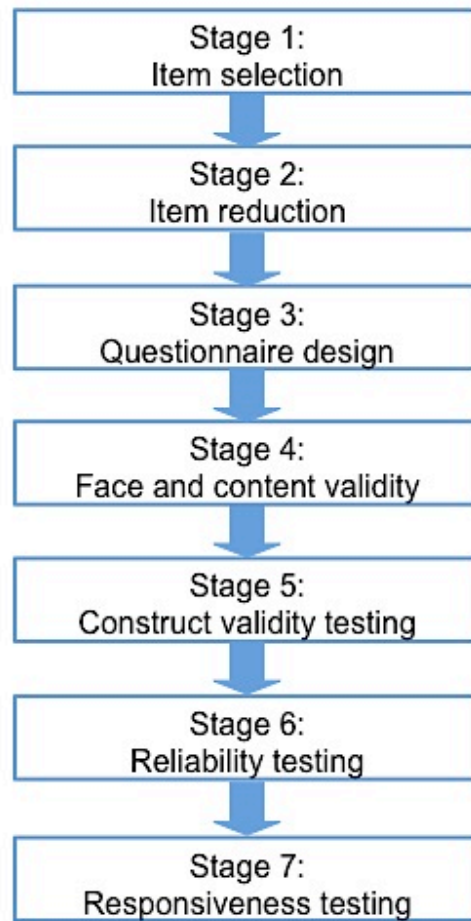 Stage 1:
Item selection
Stage 2:
Item reduction
Stage 3:
Questionnaire design
Stage 4:
Face and content validity
Stage 5:
Construct validity testing
Stage 6:
Reliability testing
Stage 7:
Responsiveness testing